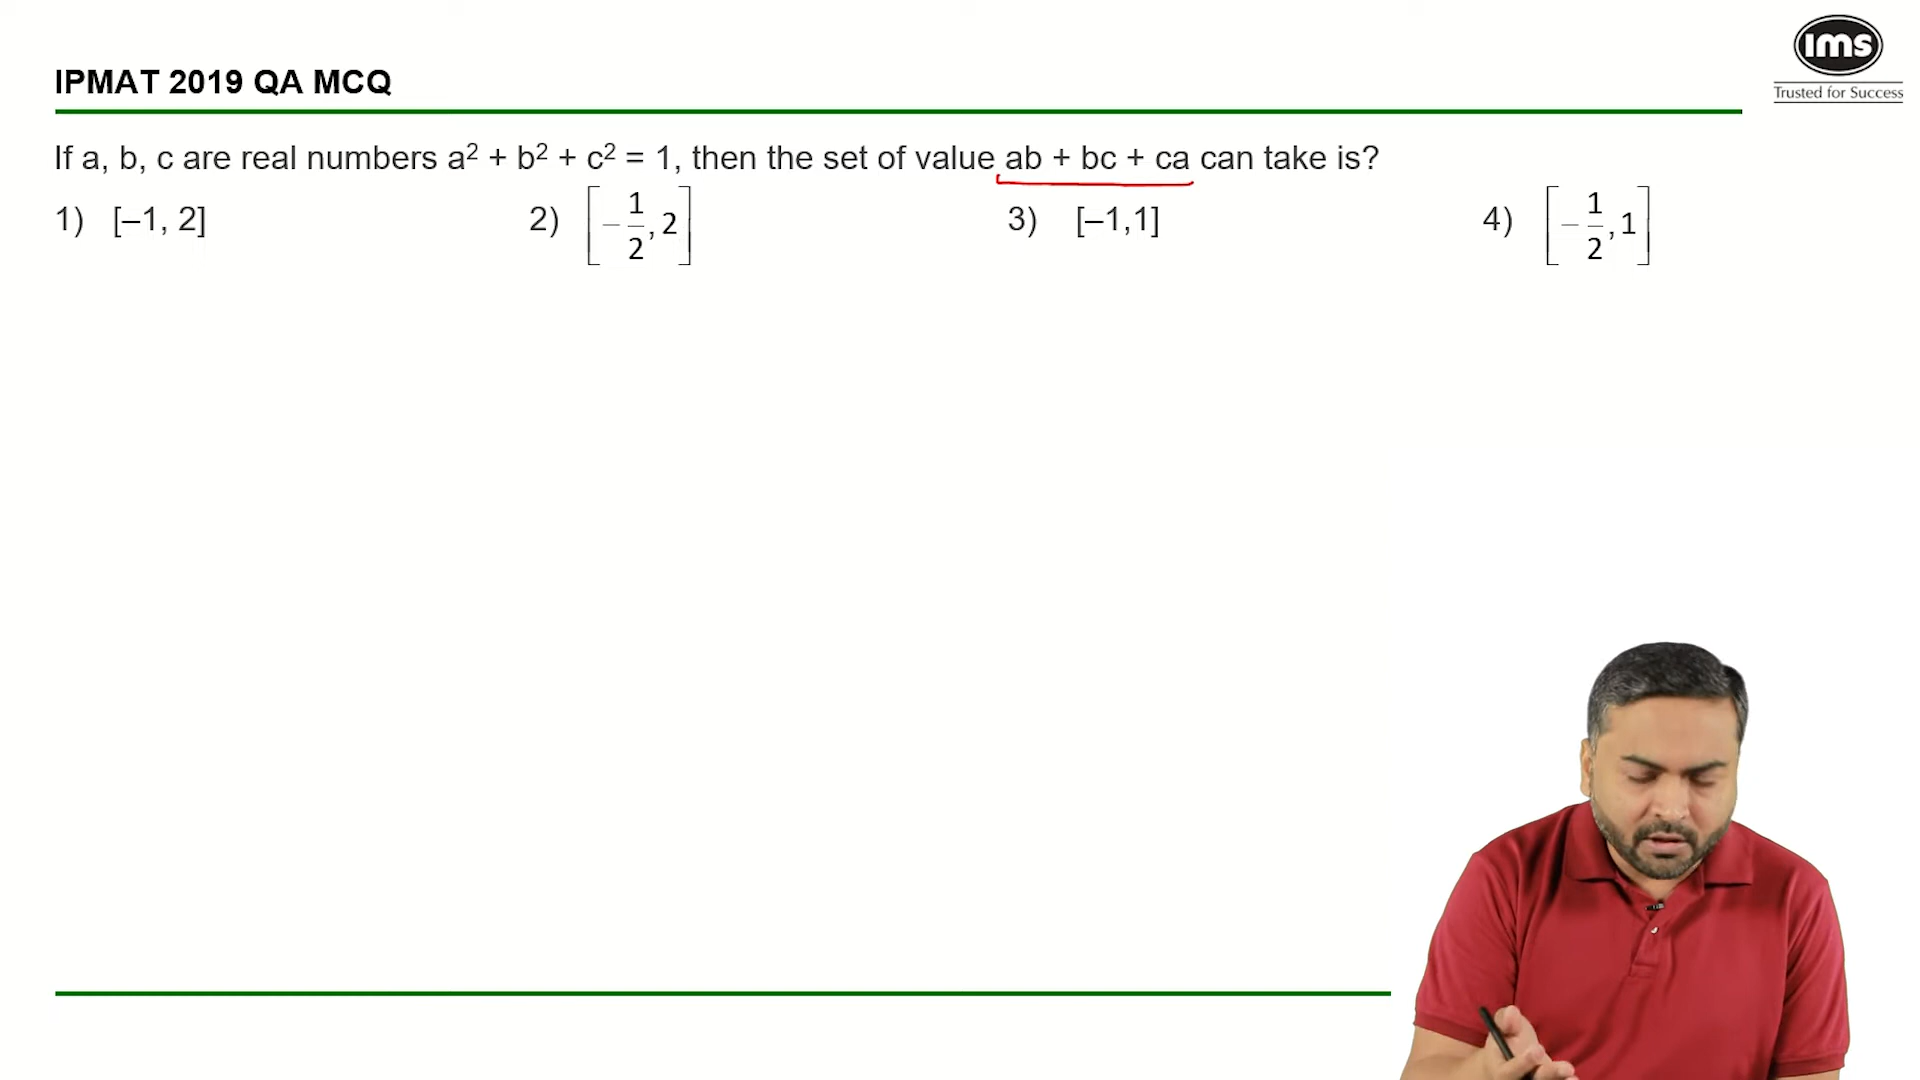 ims
Trusted for Success
IPMAT 2019 QA MCQ
If a, b, c are real numbers a² + b² + c² = 1, then the set of value ab + bc + ca can take is?
1) [–1, 2] 2) [–1/2, 2] 3) [–1,1] 4) [–1/2, 1]